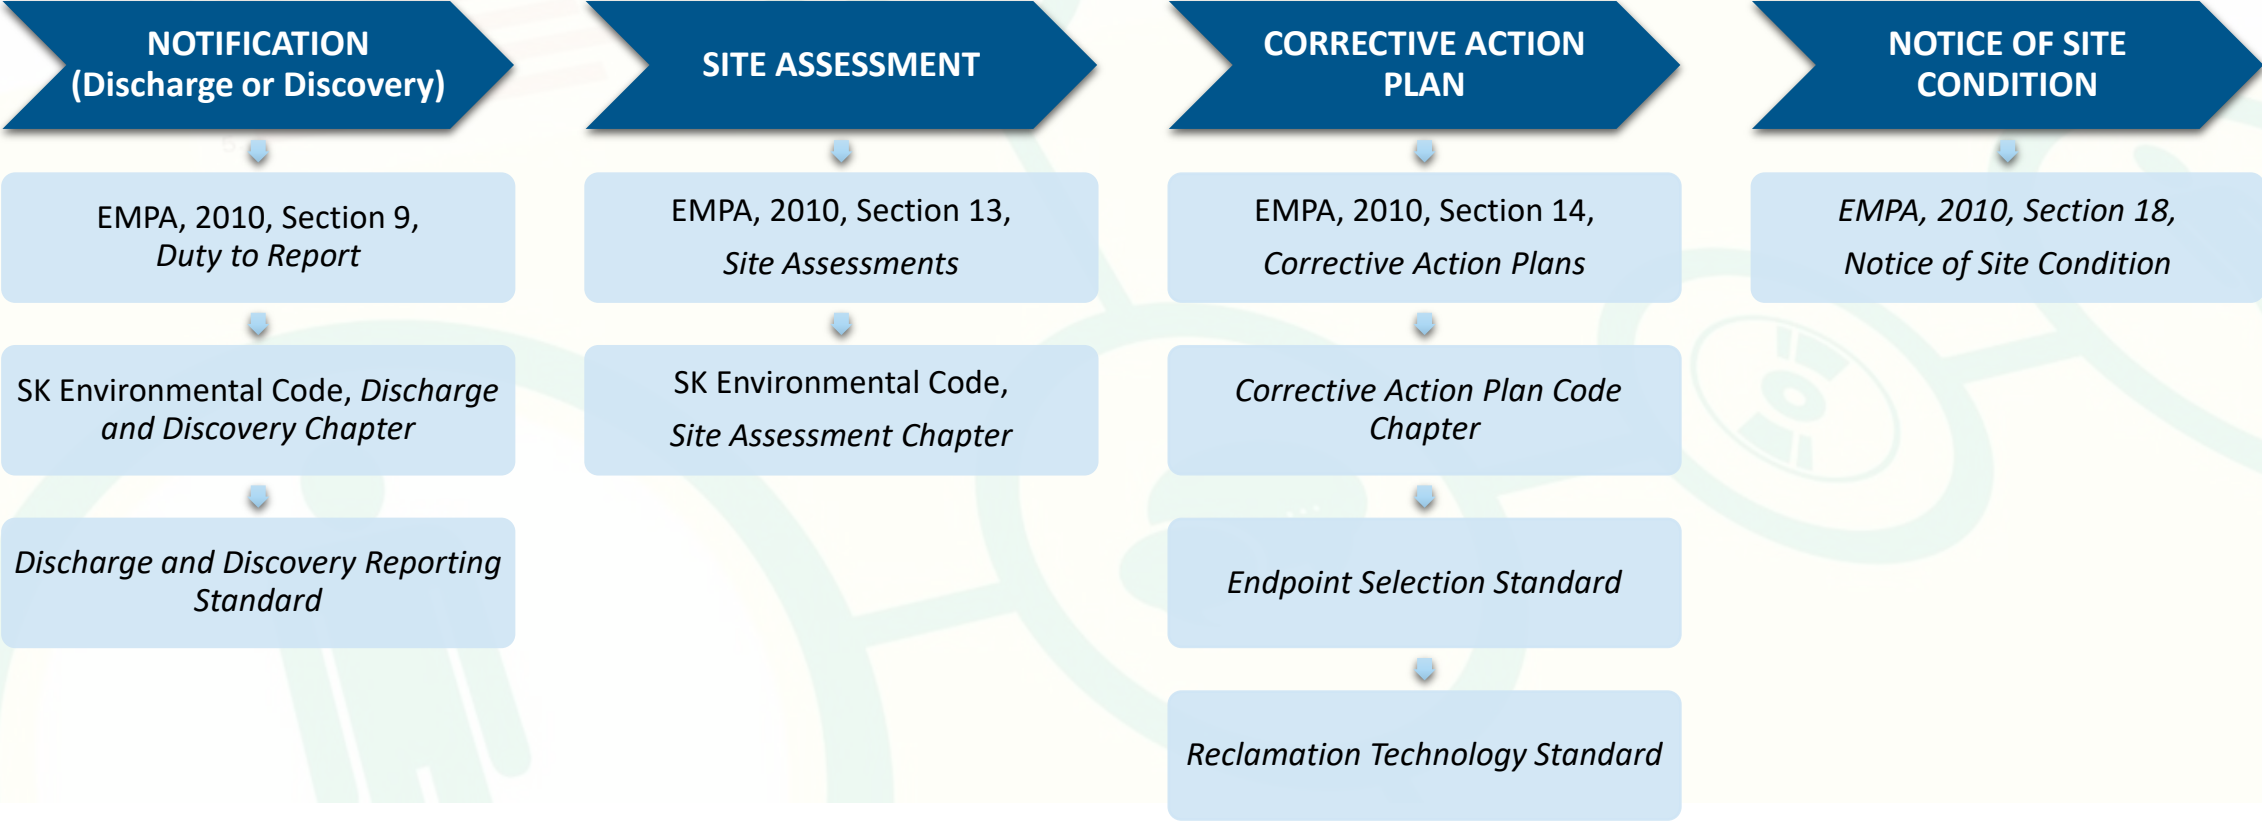 NOTIFICATION
(Discharge or Discovery)
EMPA, 2010, Section 9,
Duty to Report
SK Environmental Code, Discharge
and Discovery Chapter
Discharge and Discovery Reporting
Standard
SITE ASSESSMENT
EMPA, 2010, Section 13,
Site Assessments
SK Environmental Code,
Site Assessment Chapter
CORRECTIVE ACTION
PLAN
EMPA, 2010, Section 14,
Corrective Action Plans
Corrective Action Plan Code
Chapter
Endpoint Selection Standard
Reclamation Technology Standard
NOTICE OF SITE
CONDITION
EMPA, 2010, Section 18,
Notice of Site Condition